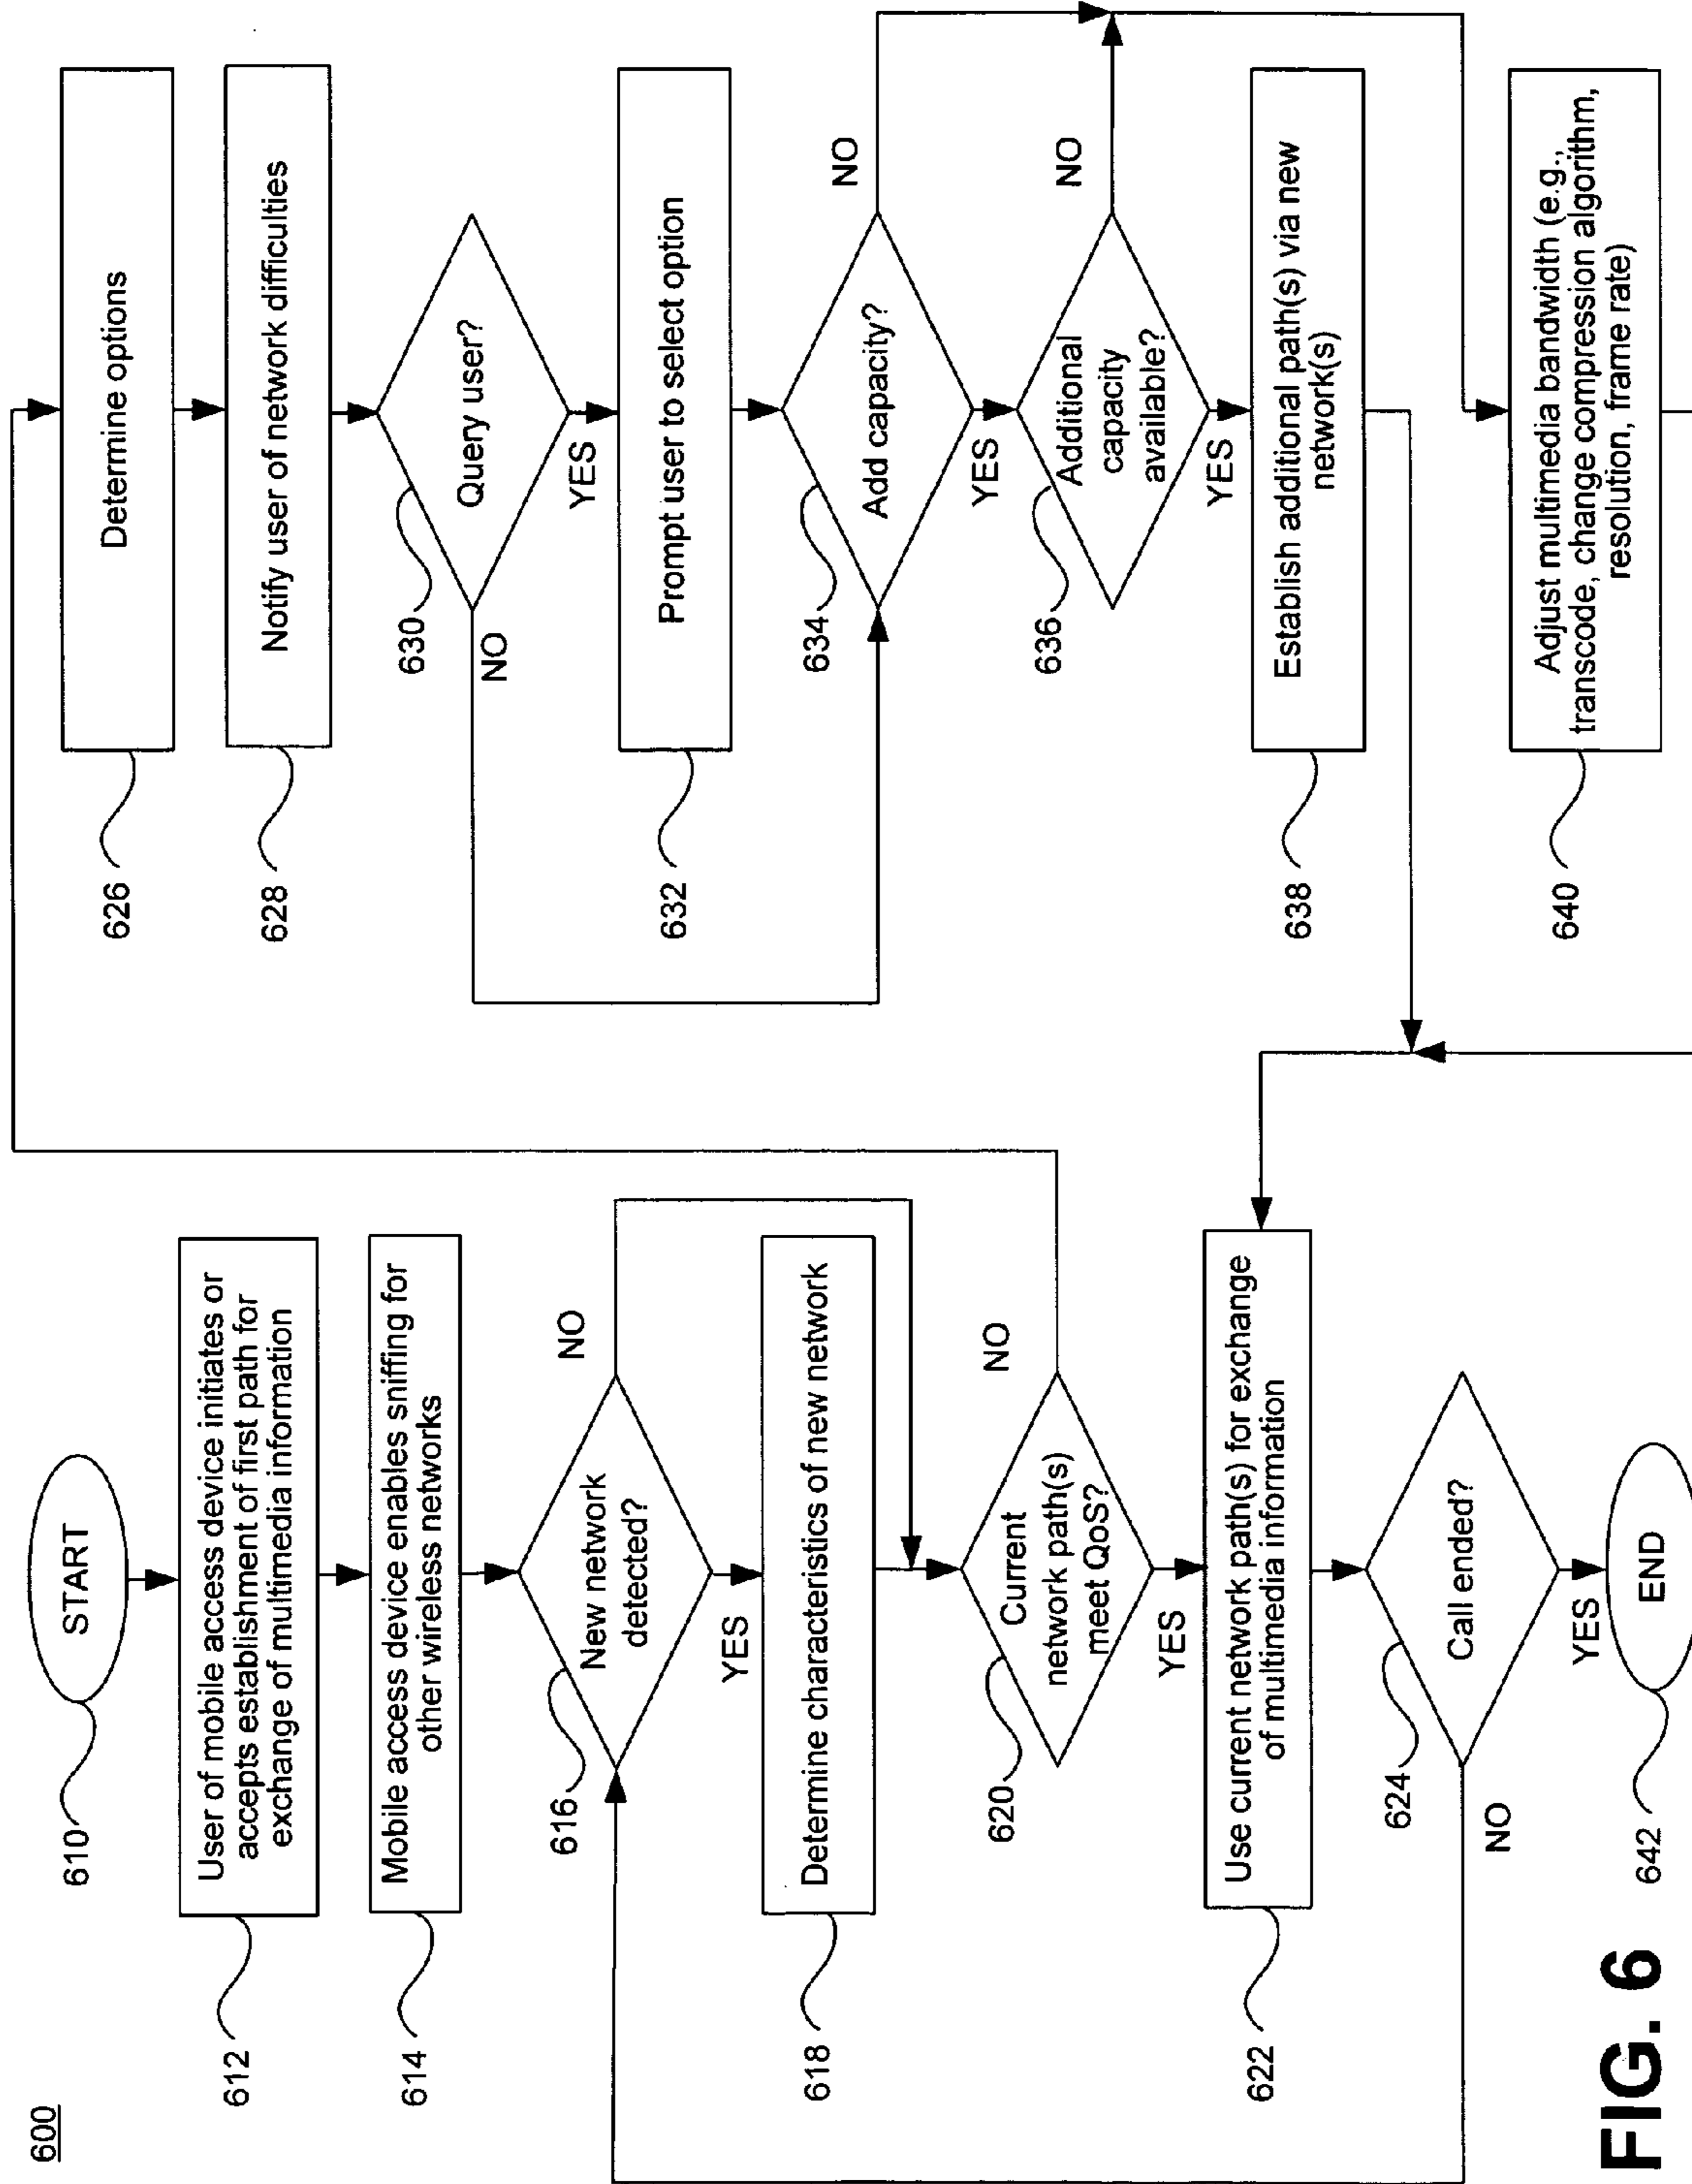 600
START
610
User of mobile access device initiates or
accepts establishment of first path for
exchange of multimedia information
612
Mobile access device enables sniffing for
other wireless networks
614
New network
detected?
616
NO
YES
Determine characteristics of new network
618
Current
network path(s)
meet QoS?
620
NO
YES
Use current network path(s) for exchange
of multimedia information
622
Call ended?
624
NO
YES
END
642
Determine options
626
Notify user of network difficulties
628
Query user?
630
NO
YES
Prompt user to select option
632
Add capacity?
634
NO
YES
Additional
capacity
available?
636
NO
YES
Establish additional path(s) via new
network(s)
638
Adjust multimedia bandwidth (e.g.,
transcode, change compression algorithm,
resolution, frame rate)
640
FIG. 6